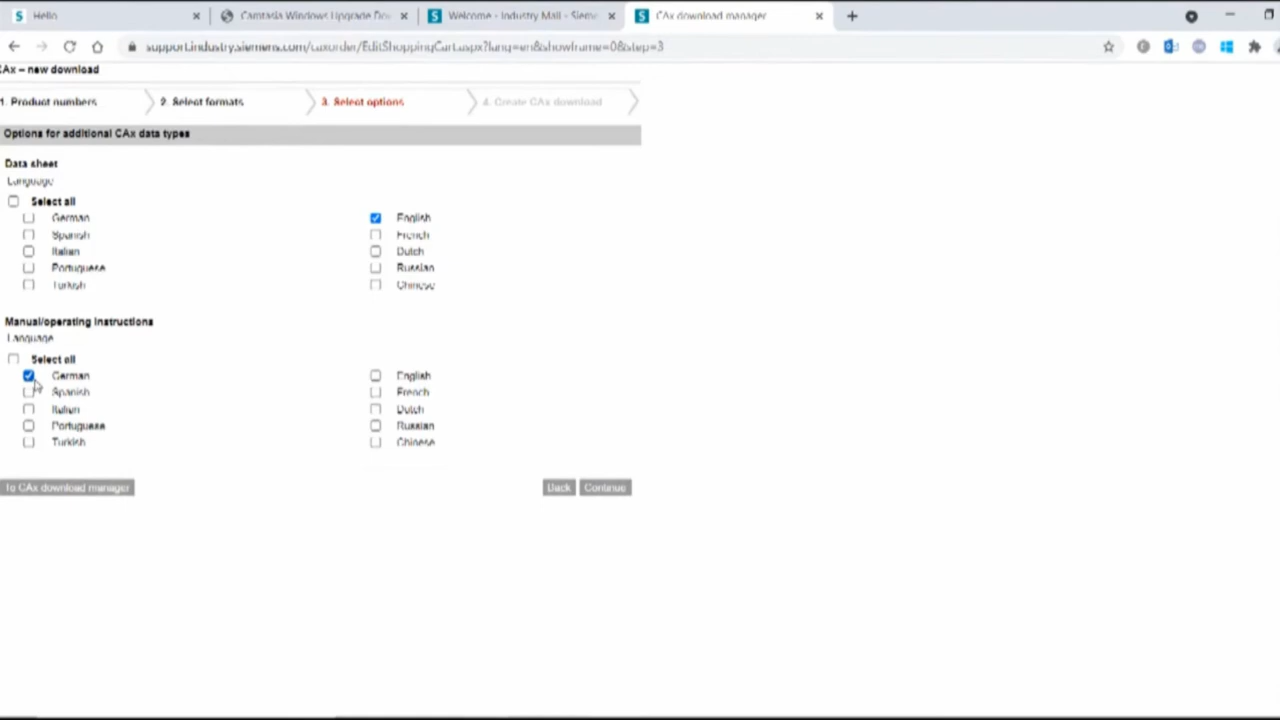 Hello
Camtasia Windows Upgrade Dow
Welcome - Industry Mall - Sieme
CAx download manager
support.industry.siemens.com/caxorder/EditShoppingCart.aspx?lang=en&showframe=0&step=3
CAx – new download
1. Product numbers
2. Select formats
3. Select options
4. Create CAx download
Options for additional CAx data types
Data sheet
Language
Select all
German
English
Spanish
French
Italian
Dutch
Portuguese
Russian
Turkish
Chinese
Manual/operating instructions
Language
Select all
German
English
Spanish
French
Italian
Dutch
Portuguese
Russian
Turkish
Chinese
To CAx download manager
Back
Continue